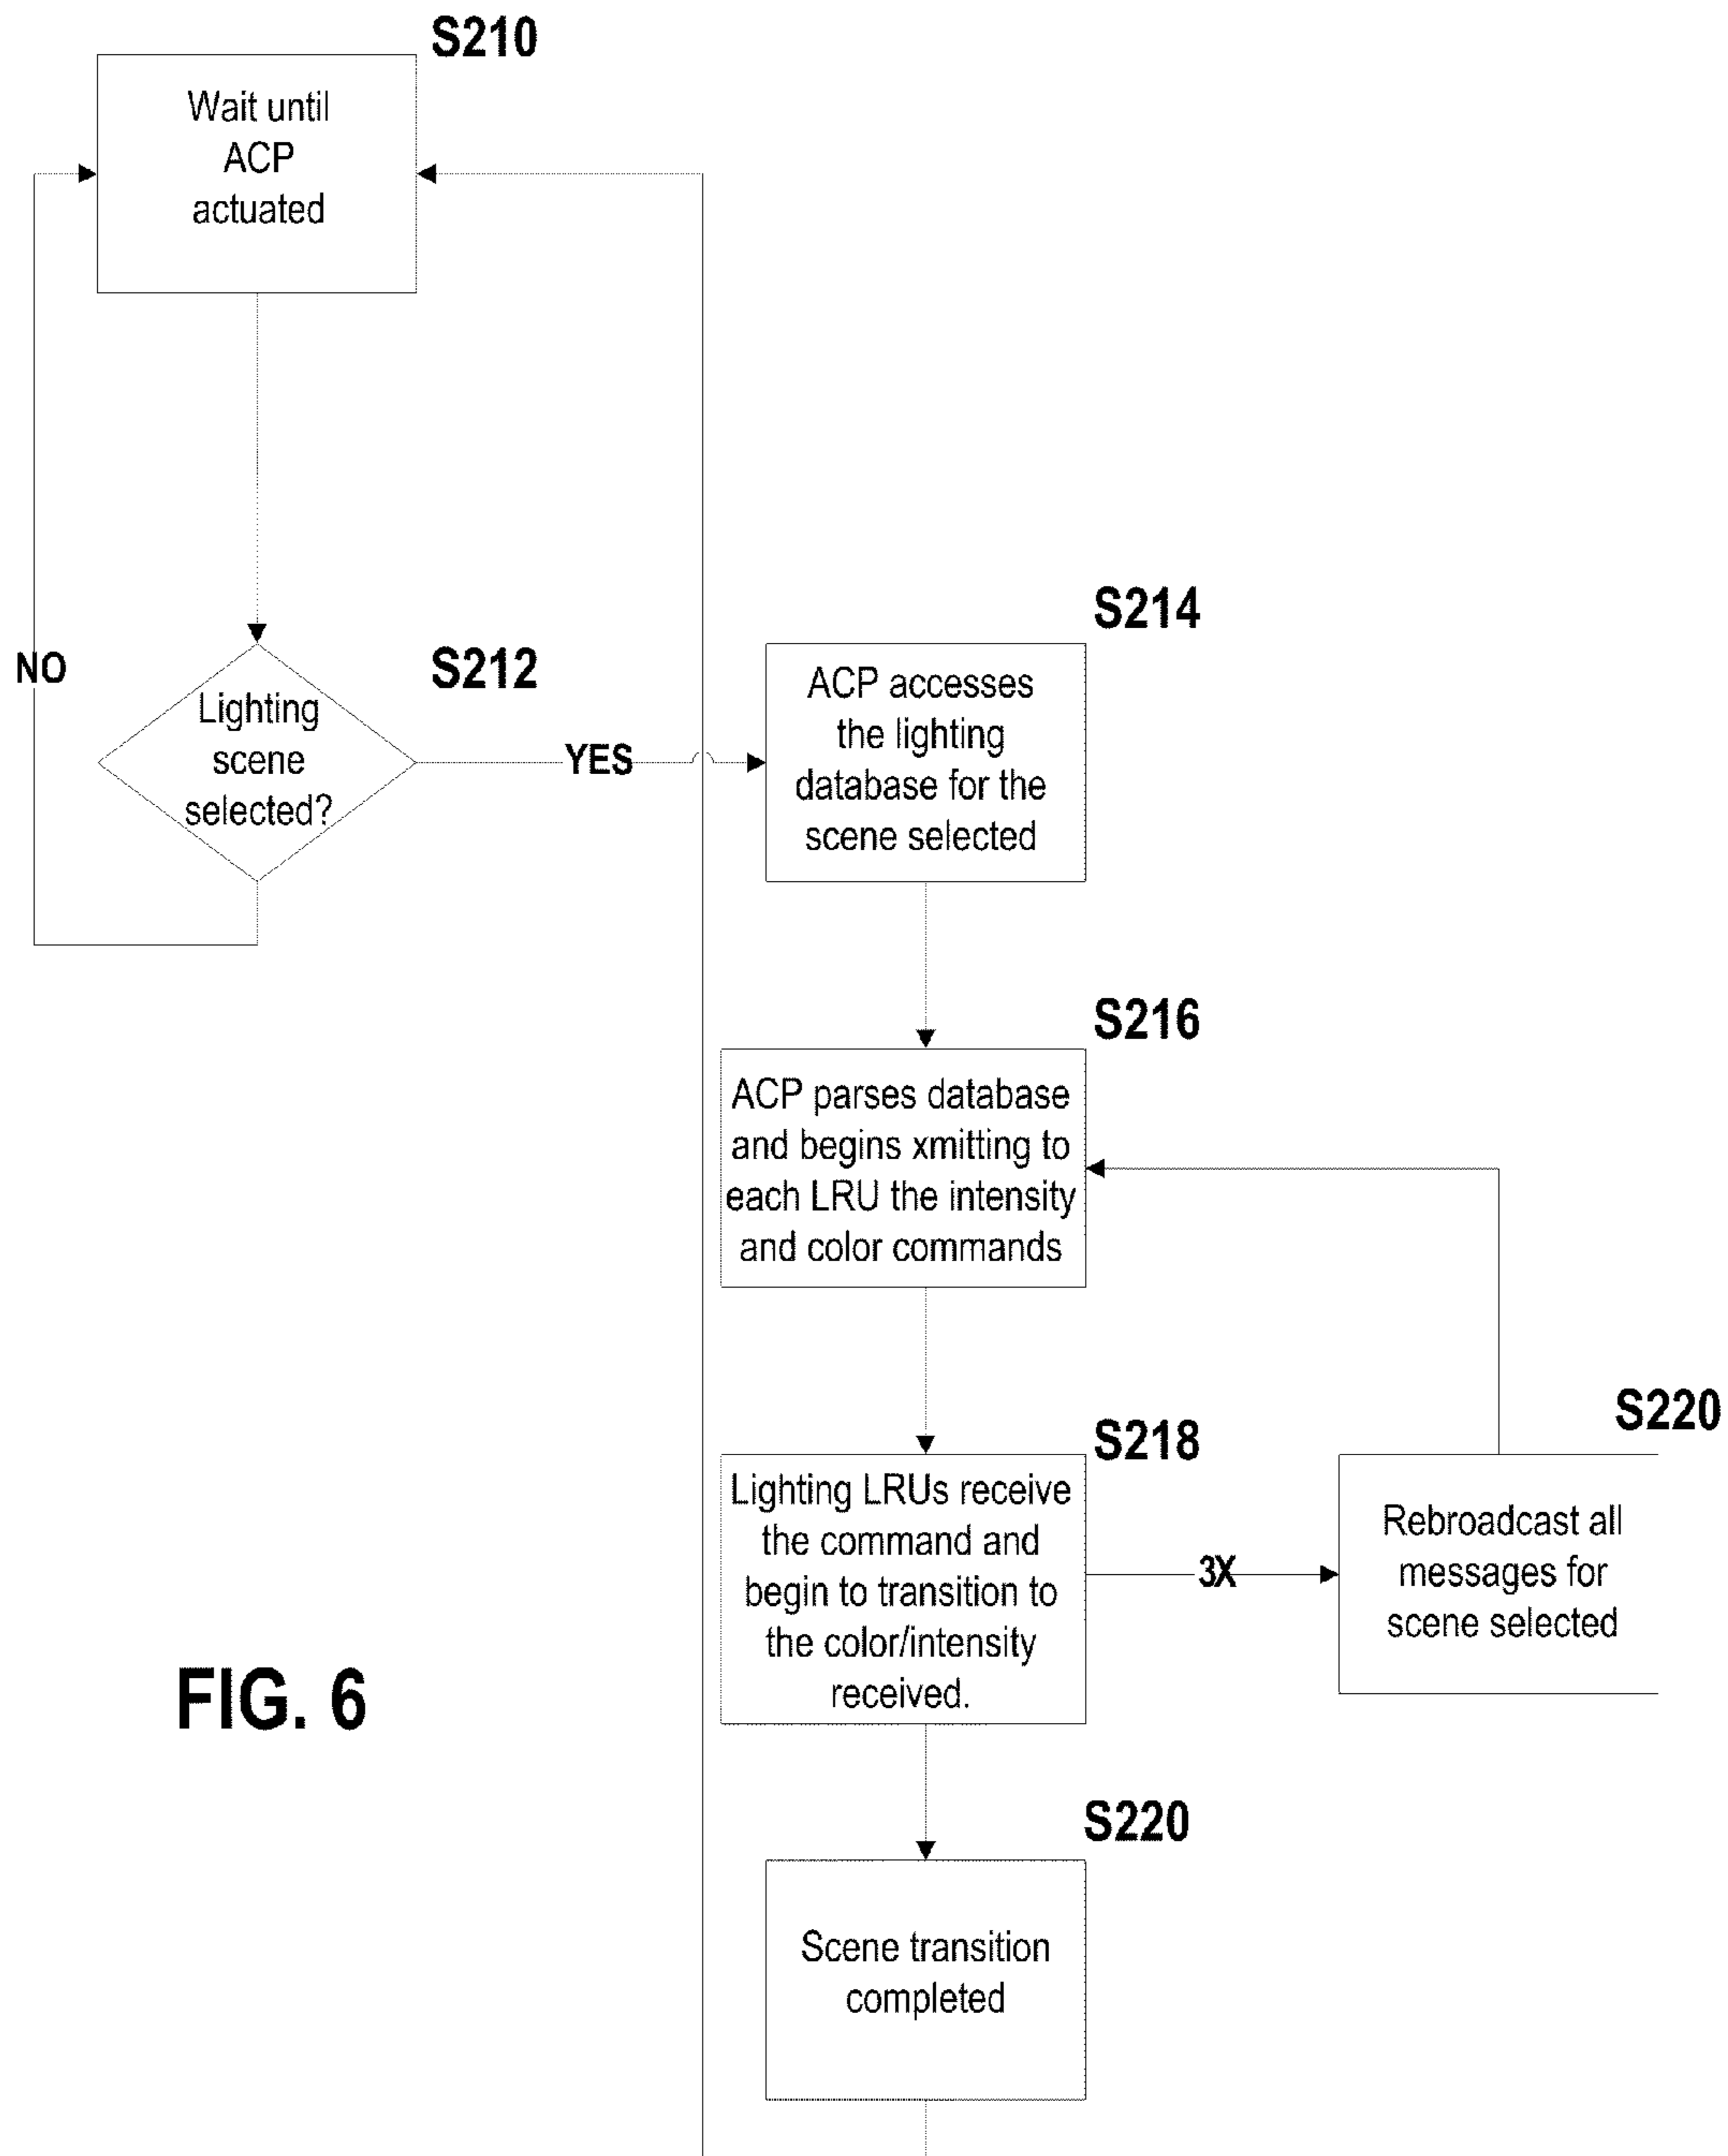 S210
Wait until
ACP
actuated
NO
S212
Lighting
scene
selected?
YES
S214
ACP accesses
the lighting
database for the
scene selected
S216
ACP parses database
and begins xmitting to
each LRU the intensity
and color commands
S218
Lighting LRUs receive
the command and
begin to transition to
the color/intensity
received.
3X
S220
Rebroadcast all
messages for
scene selected
S220
Scene transition
completed
FIG. 6